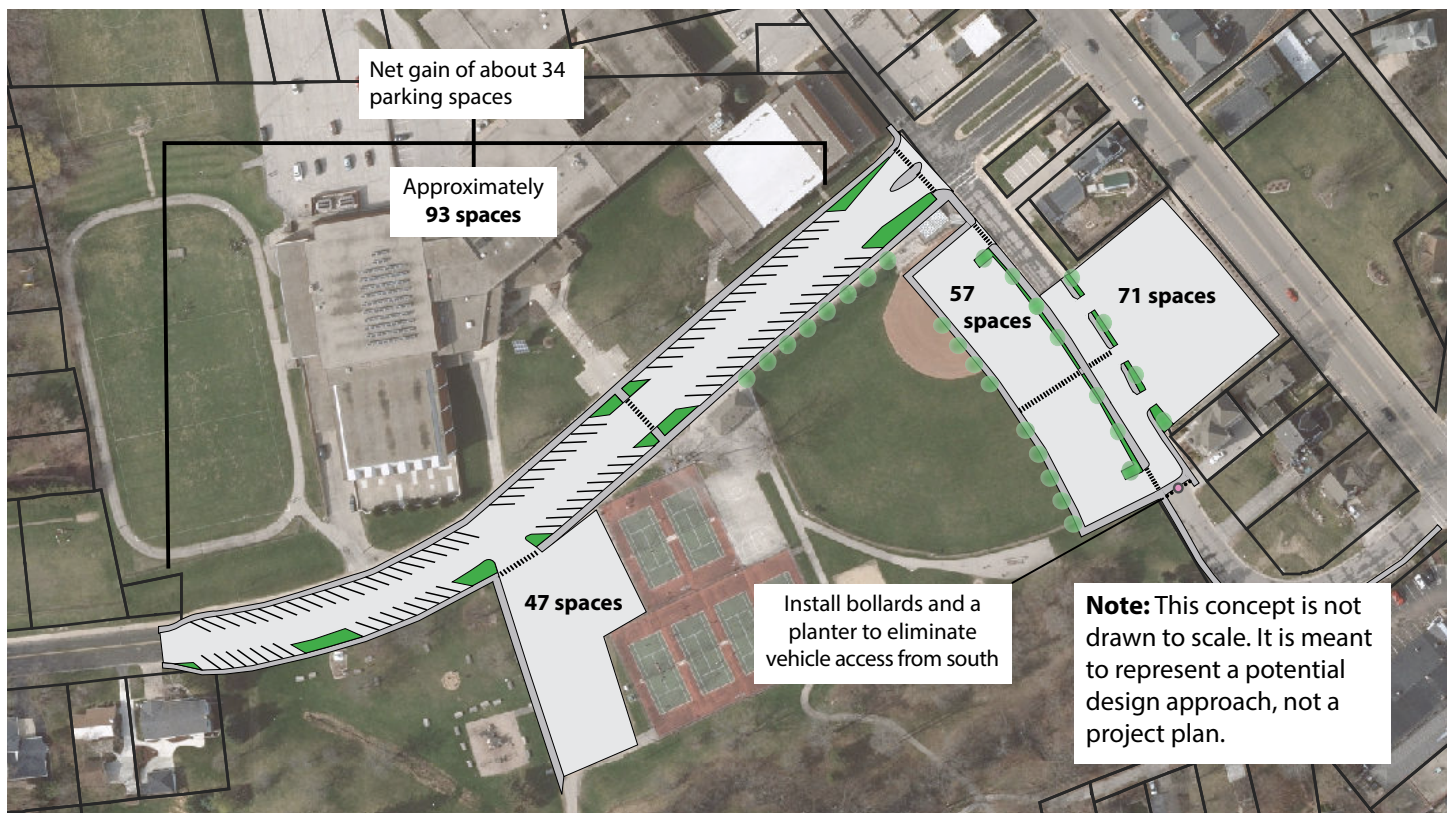 Net gain of about 34
parking spaces
Approximately
93 spaces
57
spaces
71 spaces
47 spaces
Install bollards and a
planter to eliminate
vehicle access from south
Note: This concept is not
drawn to scale. It is meant
to represent a potential
design approach, not a
project plan.